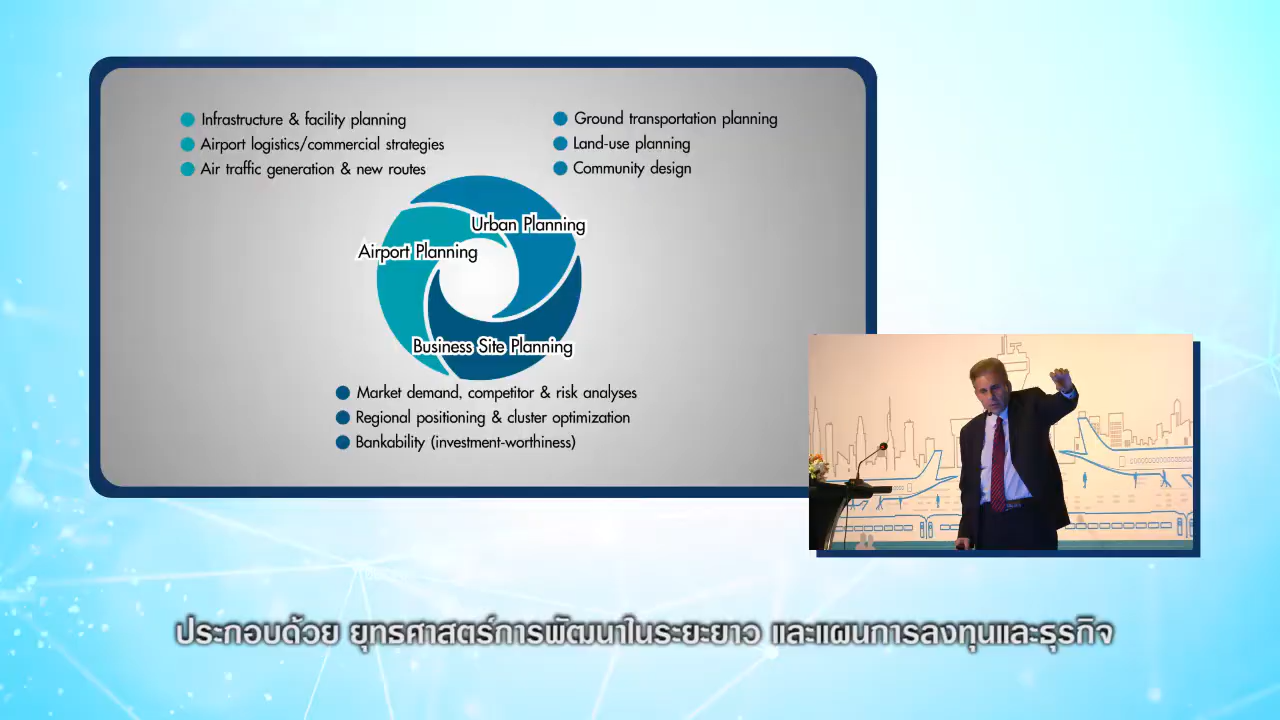 Infrastructure & facility planning
Airport logistics/commercial strategies
Air traffic generation & new routes
Ground transportation planning
Land-use planning
Community design
Urban Planning
Airport Planning
Business Site Planning
Market demand, competitor & risk analyses
Regional positioning & cluster optimization
Bankability (investment-worthiness)
ประกอบด้วย ยุทธศาสตร์การพัฒนาในระยะยาว และแผนการลงทุนและธุรกิจ